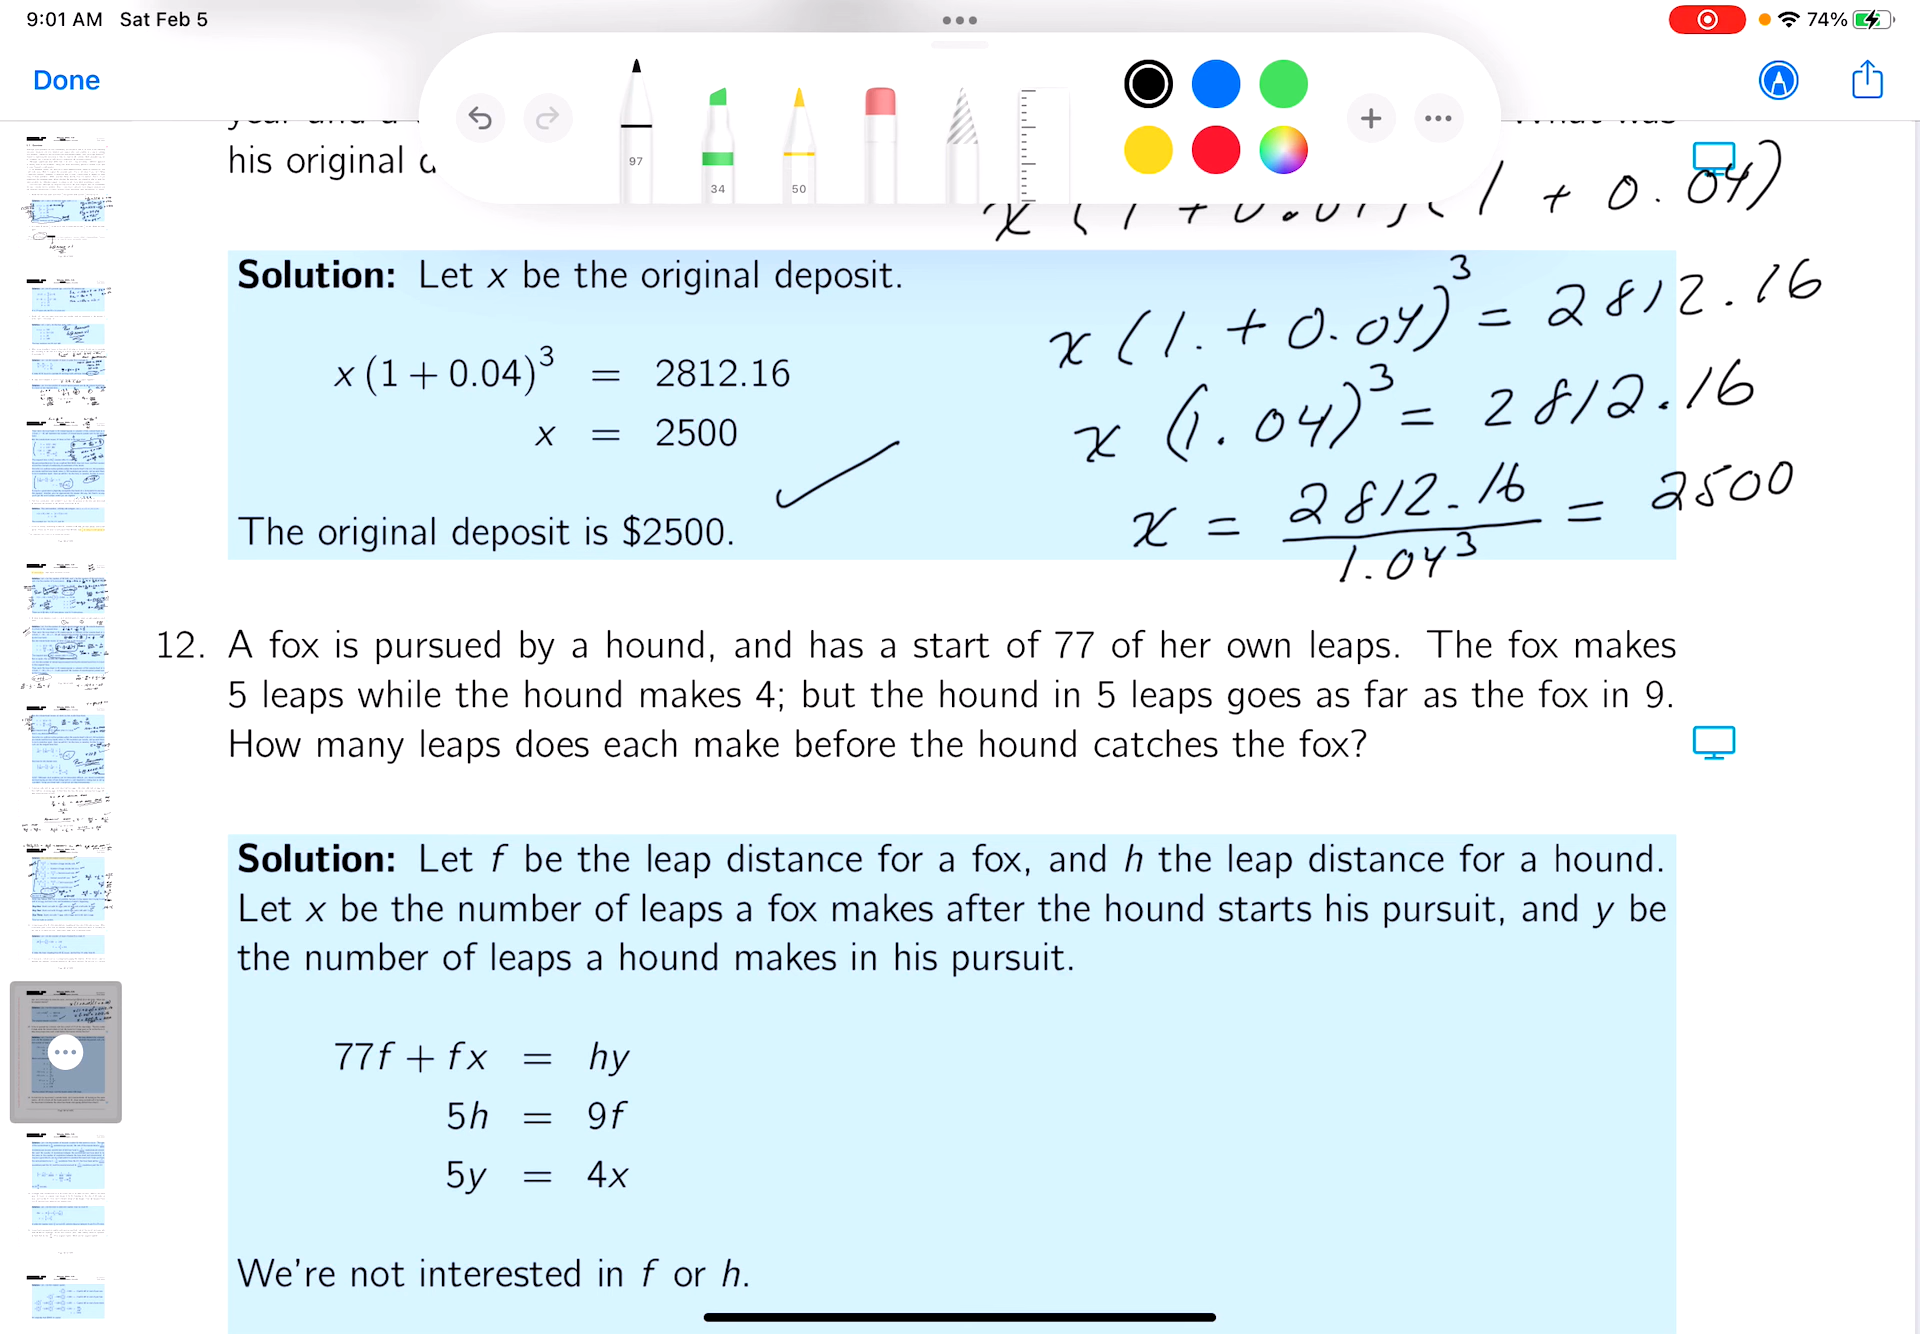 9:01 AM Sat Feb 5
74%
Done
97
34
50
his original
x(1+0.04)(1 + 0.04)
Solution: Let x be the original deposit.
x(1+0.04)³ = 2812.16
x = 2500
The original deposit is $2500.
x(1.+0.04)³ = 2812.16
x(1.04)³ = 2812.16
x = 2812.16/1.04³ = 2500
12. A fox is pursued by a hound, and has a start of 77 of her own leaps. The fox makes
5 leaps while the hound makes 4; but the hound in 5 leaps goes as far as the fox in 9.
How many leaps does each make before the hound catches the fox?
Solution: Let f be the leap distance for a fox, and h the leap distance for a hound.
Let x be the number of leaps a fox makes after the hound starts his pursuit, and y be
the number of leaps a hound makes in his pursuit.
77f + fx = hy
5h = 9f
5y = 4x
We're not interested in f or h.